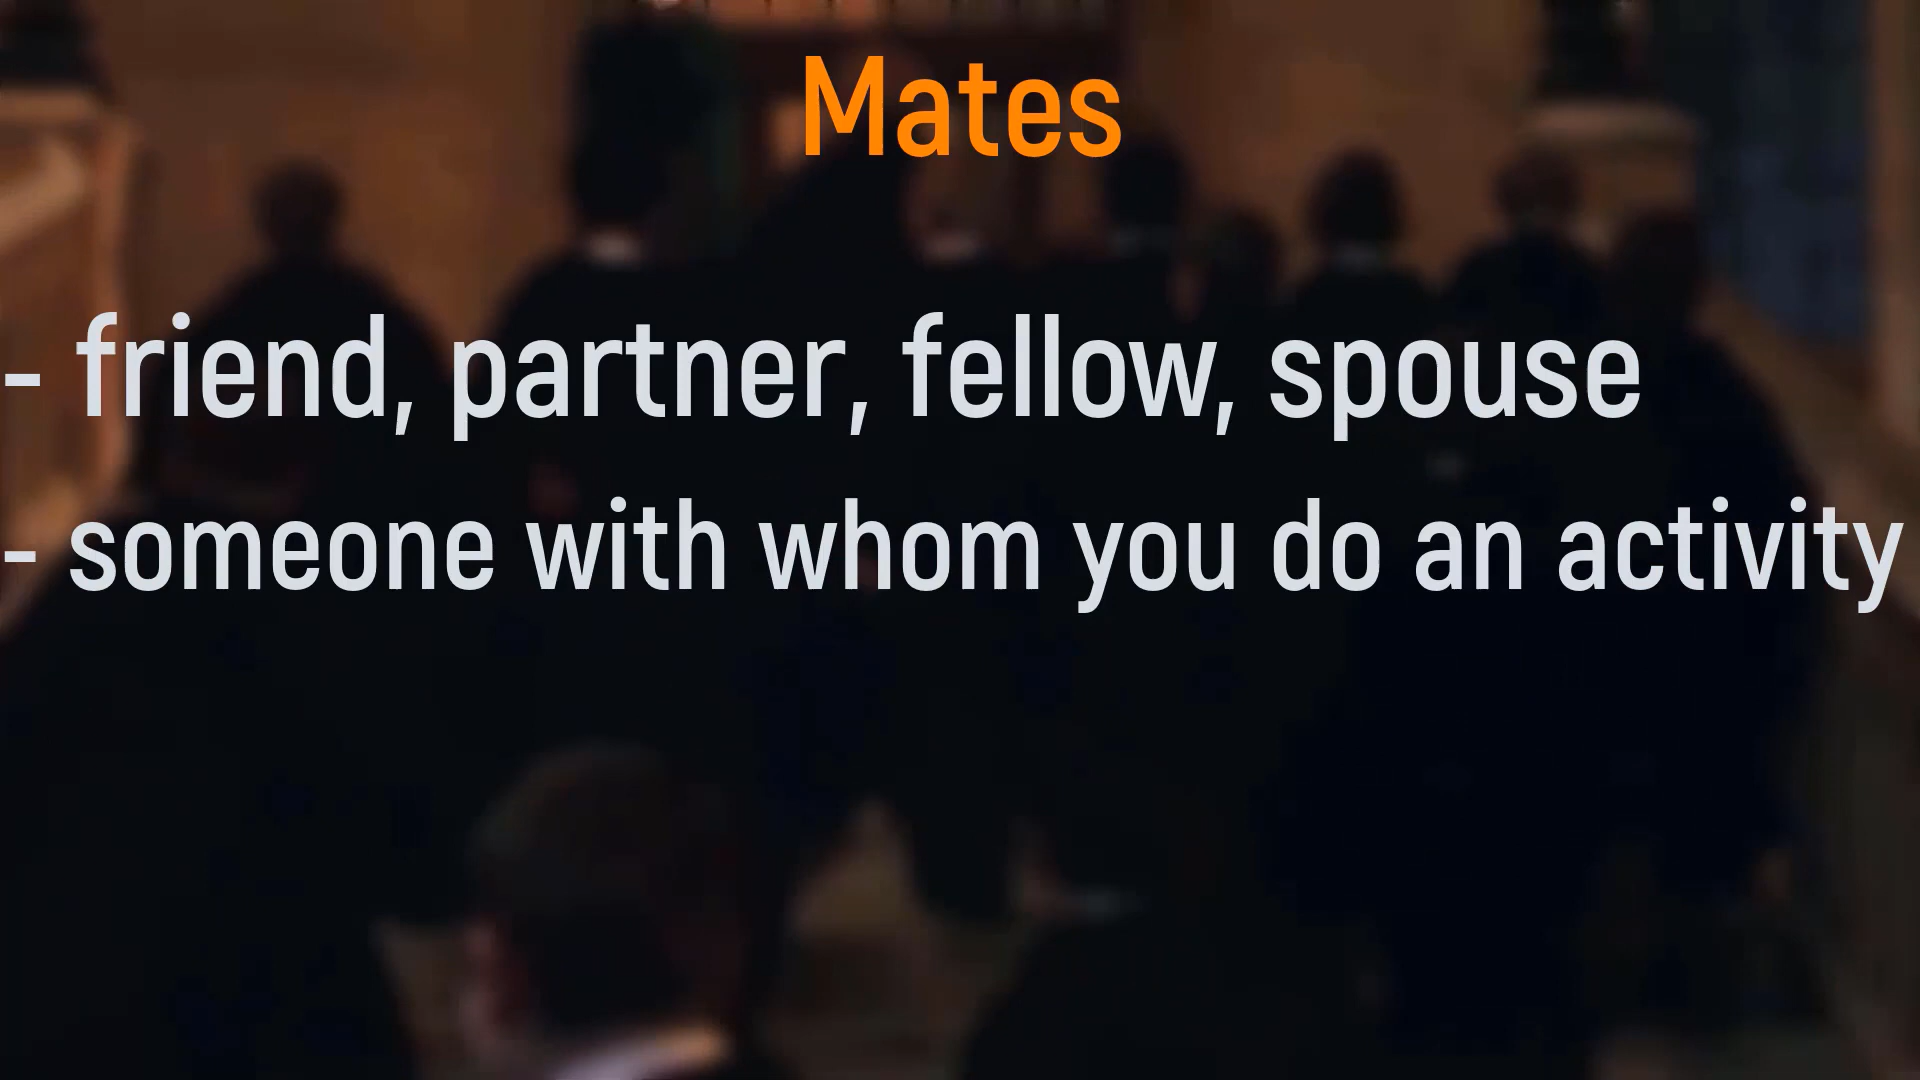 Mates
- friend, partner, fellow, spouse
- someone with whom you do an activity